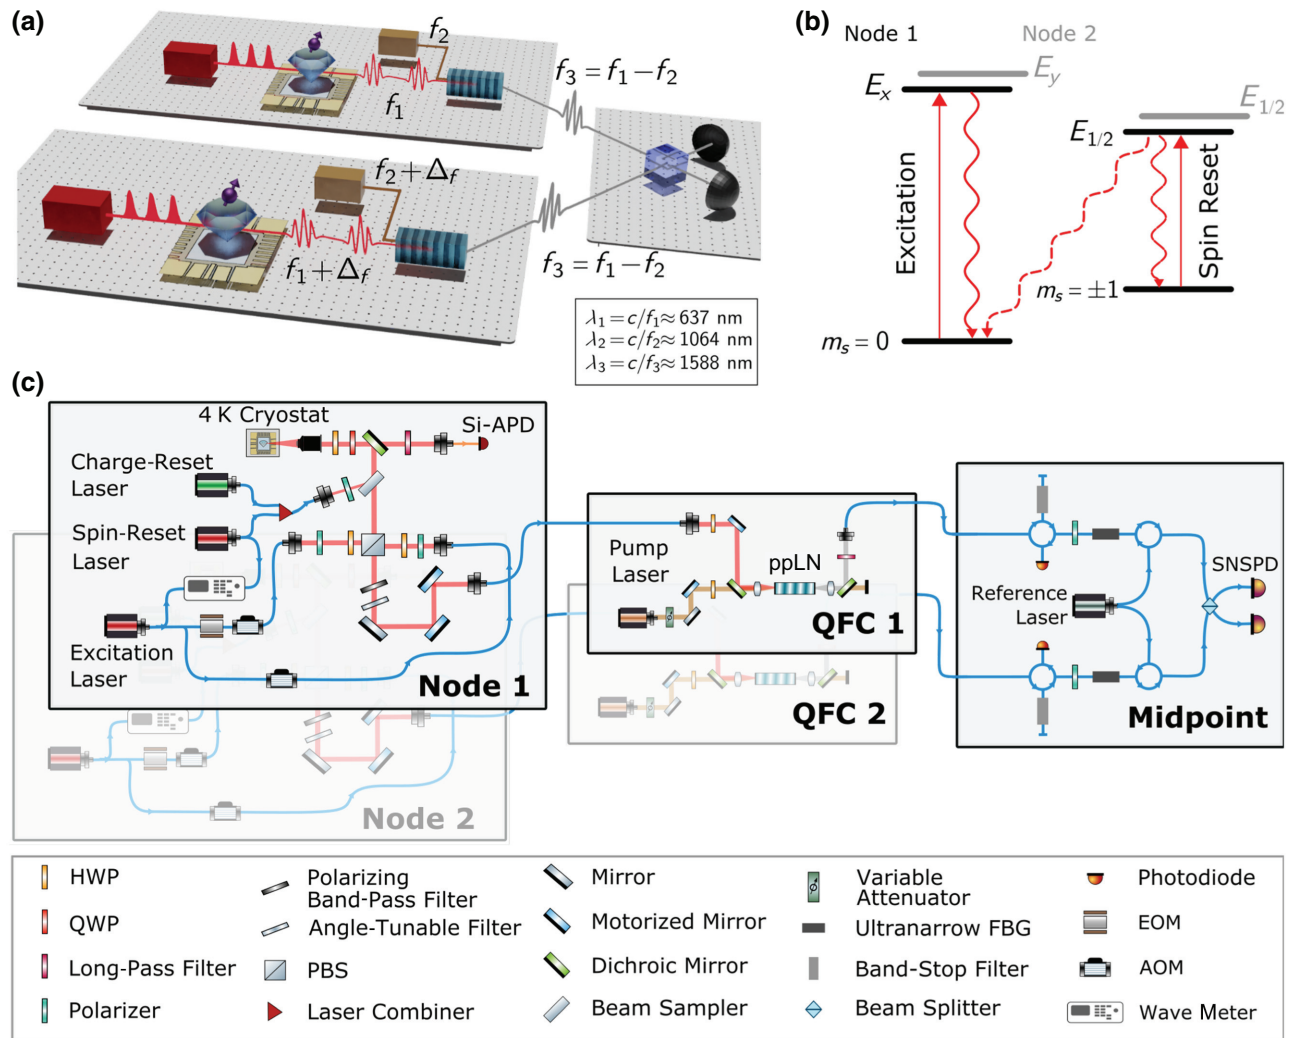 (a)
f₂
f₁
f₃ = f₁ − f₂
f₂ + Δf
f₁ + Δf
f₃ = f₁ − f₂
λ₁ = c/f₁ ≈ 637 nm
λ₂ = c/f₂ ≈ 1064 nm
λ₃ = c/f₃ ≈ 1588 nm
(b)
Node 1
Node 2
Ey
Ex
E1/2
E1/2
Excitation
Spin Reset
ms = ±1
ms = 0
(c)
4 K Cryostat
Si-APD
Charge-Reset
Laser
Spin-Reset
Laser
Excitation
Laser
Node 1
Node 2
Pump
Laser
ppLN
QFC 1
QFC 2
Reference
Laser
SNSPD
Midpoint
HWP
QWP
Long-Pass Filter
Polarizer
Polarizing
Band-Pass Filter
Angle-Tunable Filter
PBS
Laser Combiner
Mirror
Motorized Mirror
Dichroic Mirror
Beam Sampler
Variable
Attenuator
Ultranarrow FBG
Band-Stop Filter
Beam Splitter
Photodiode
EOM
AOM
Wave Meter